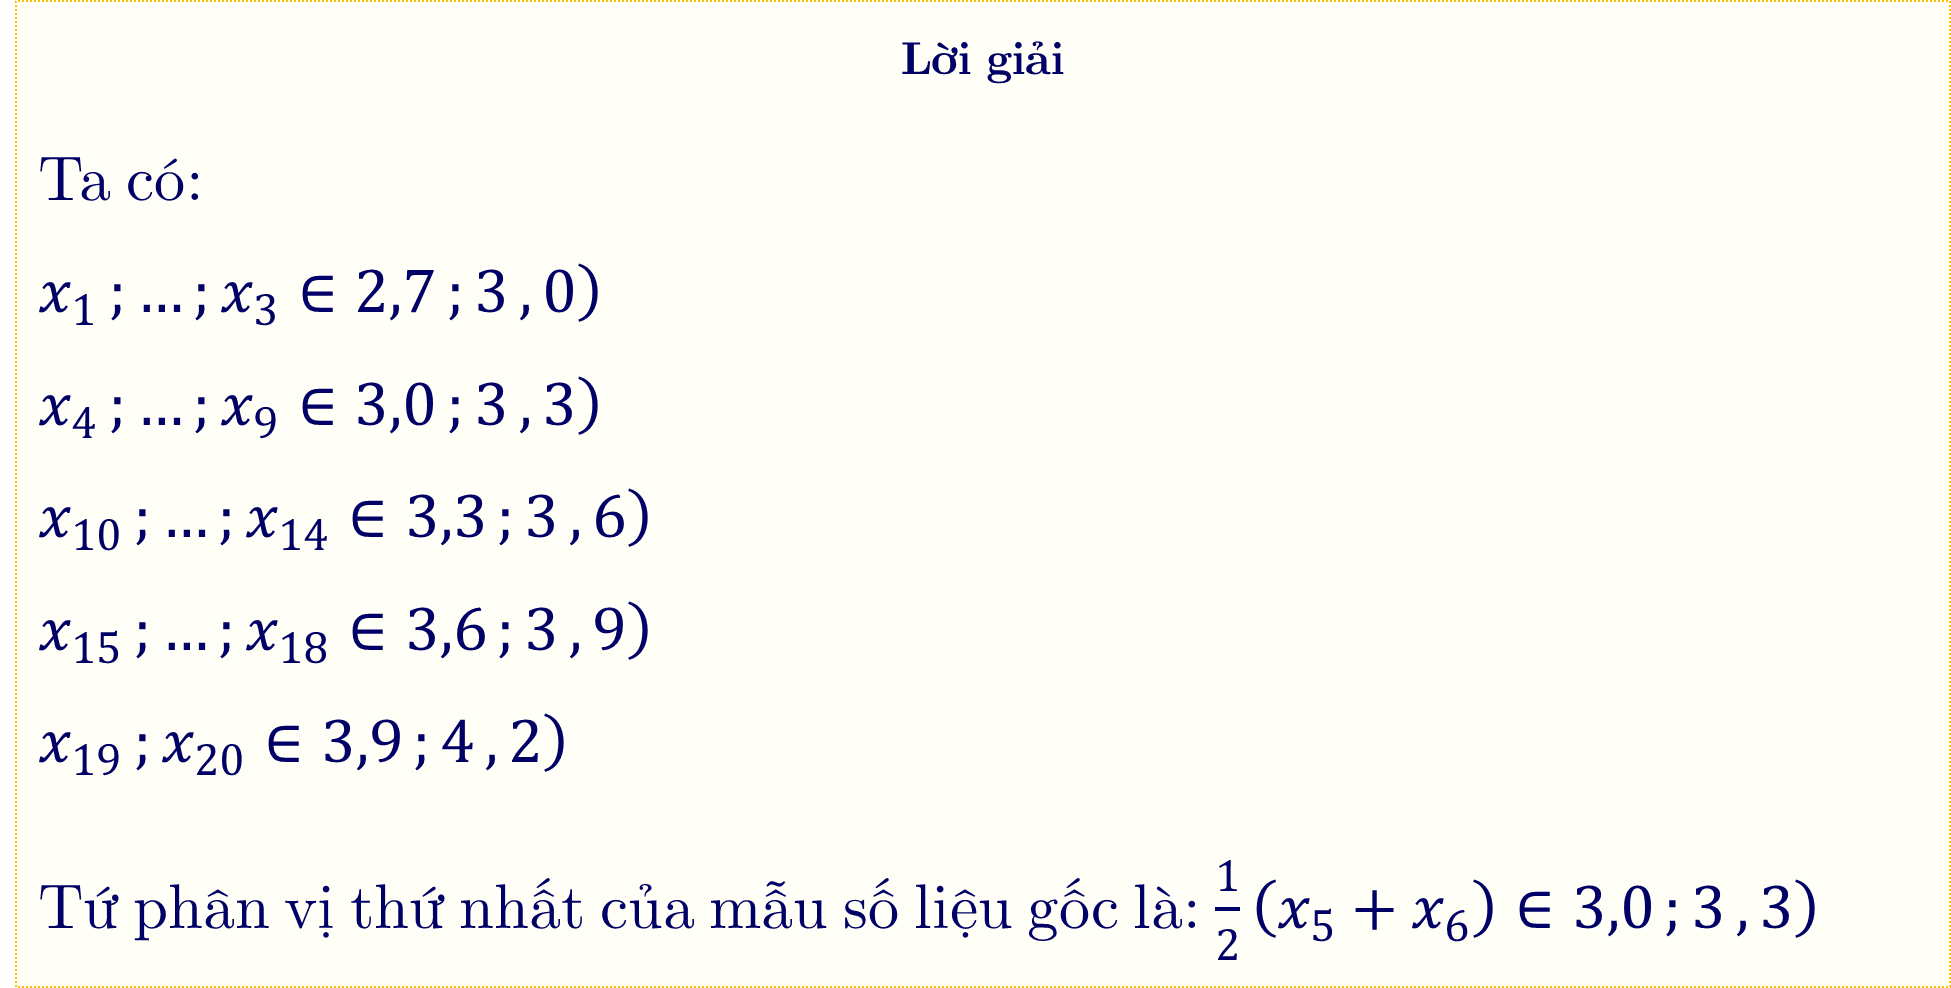 Lời giải
Ta có:
x₁ ; … ; x₃ ∈ 2,7 ; 3 , 0)
x₄ ; … ; x₉ ∈ 3,0 ; 3 , 3)
x₁₀ ; … ; x₁₄ ∈ 3,3 ; 3 , 6)
x₁₅ ; … ; x₁₈ ∈ 3,6 ; 3 , 9)
x₁₉ ; x₂₀ ∈ 3,9 ; 4 , 2)
Tứ phân vị thứ nhất của mẫu số liệu gốc là: 1/2 (x₅ + x₆) ∈ 3,0 ; 3 , 3)